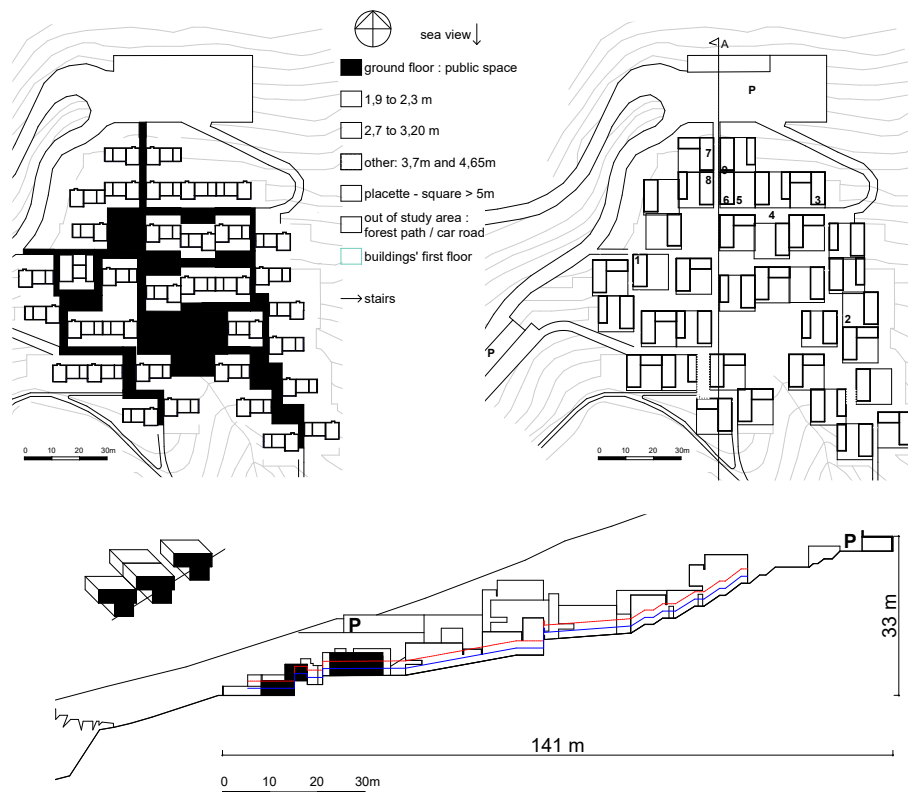 sea view
ground floor : public space
1,9 to 2,3 m
2,7 to 3,20 m
other: 3,7m and 4,65m
placette - square > 5m
out of study area :
forest path / car road
buildings' first floor
stairs
0 10 20 30m
A
P
7
9
8
6 5
3
4
1
2
P
0 10 20 30m
P
P
33 m
141 m
0 10 20 30m